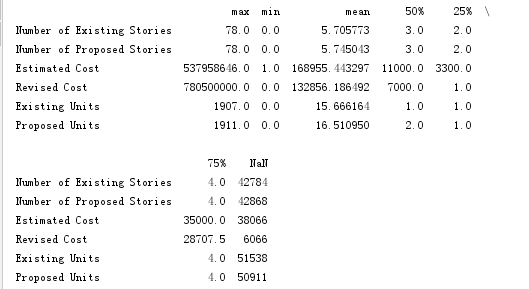 max min mean 50% 25% \
Number of Existing Stories 78.0 0.0 5.705773 3.0 2.0
Number of Proposed Stories 78.0 0.0 5.745043 3.0 2.0
Estimated Cost 537958646.0 1.0 168955.443297 11000.0 3300.0
Revised Cost 780500000.0 0.0 132856.186492 7000.0 1.0
Existing Units 1907.0 0.0 15.666164 1.0 1.0
Proposed Units 1911.0 0.0 16.510950 2.0 1.0
75% NaN
Number of Existing Stories 4.0 42784
Number of Proposed Stories 4.0 42868
Estimated Cost 35000.0 38066
Revised Cost 28707.5 6066
Existing Units 4.0 51538
Proposed Units 4.0 50911